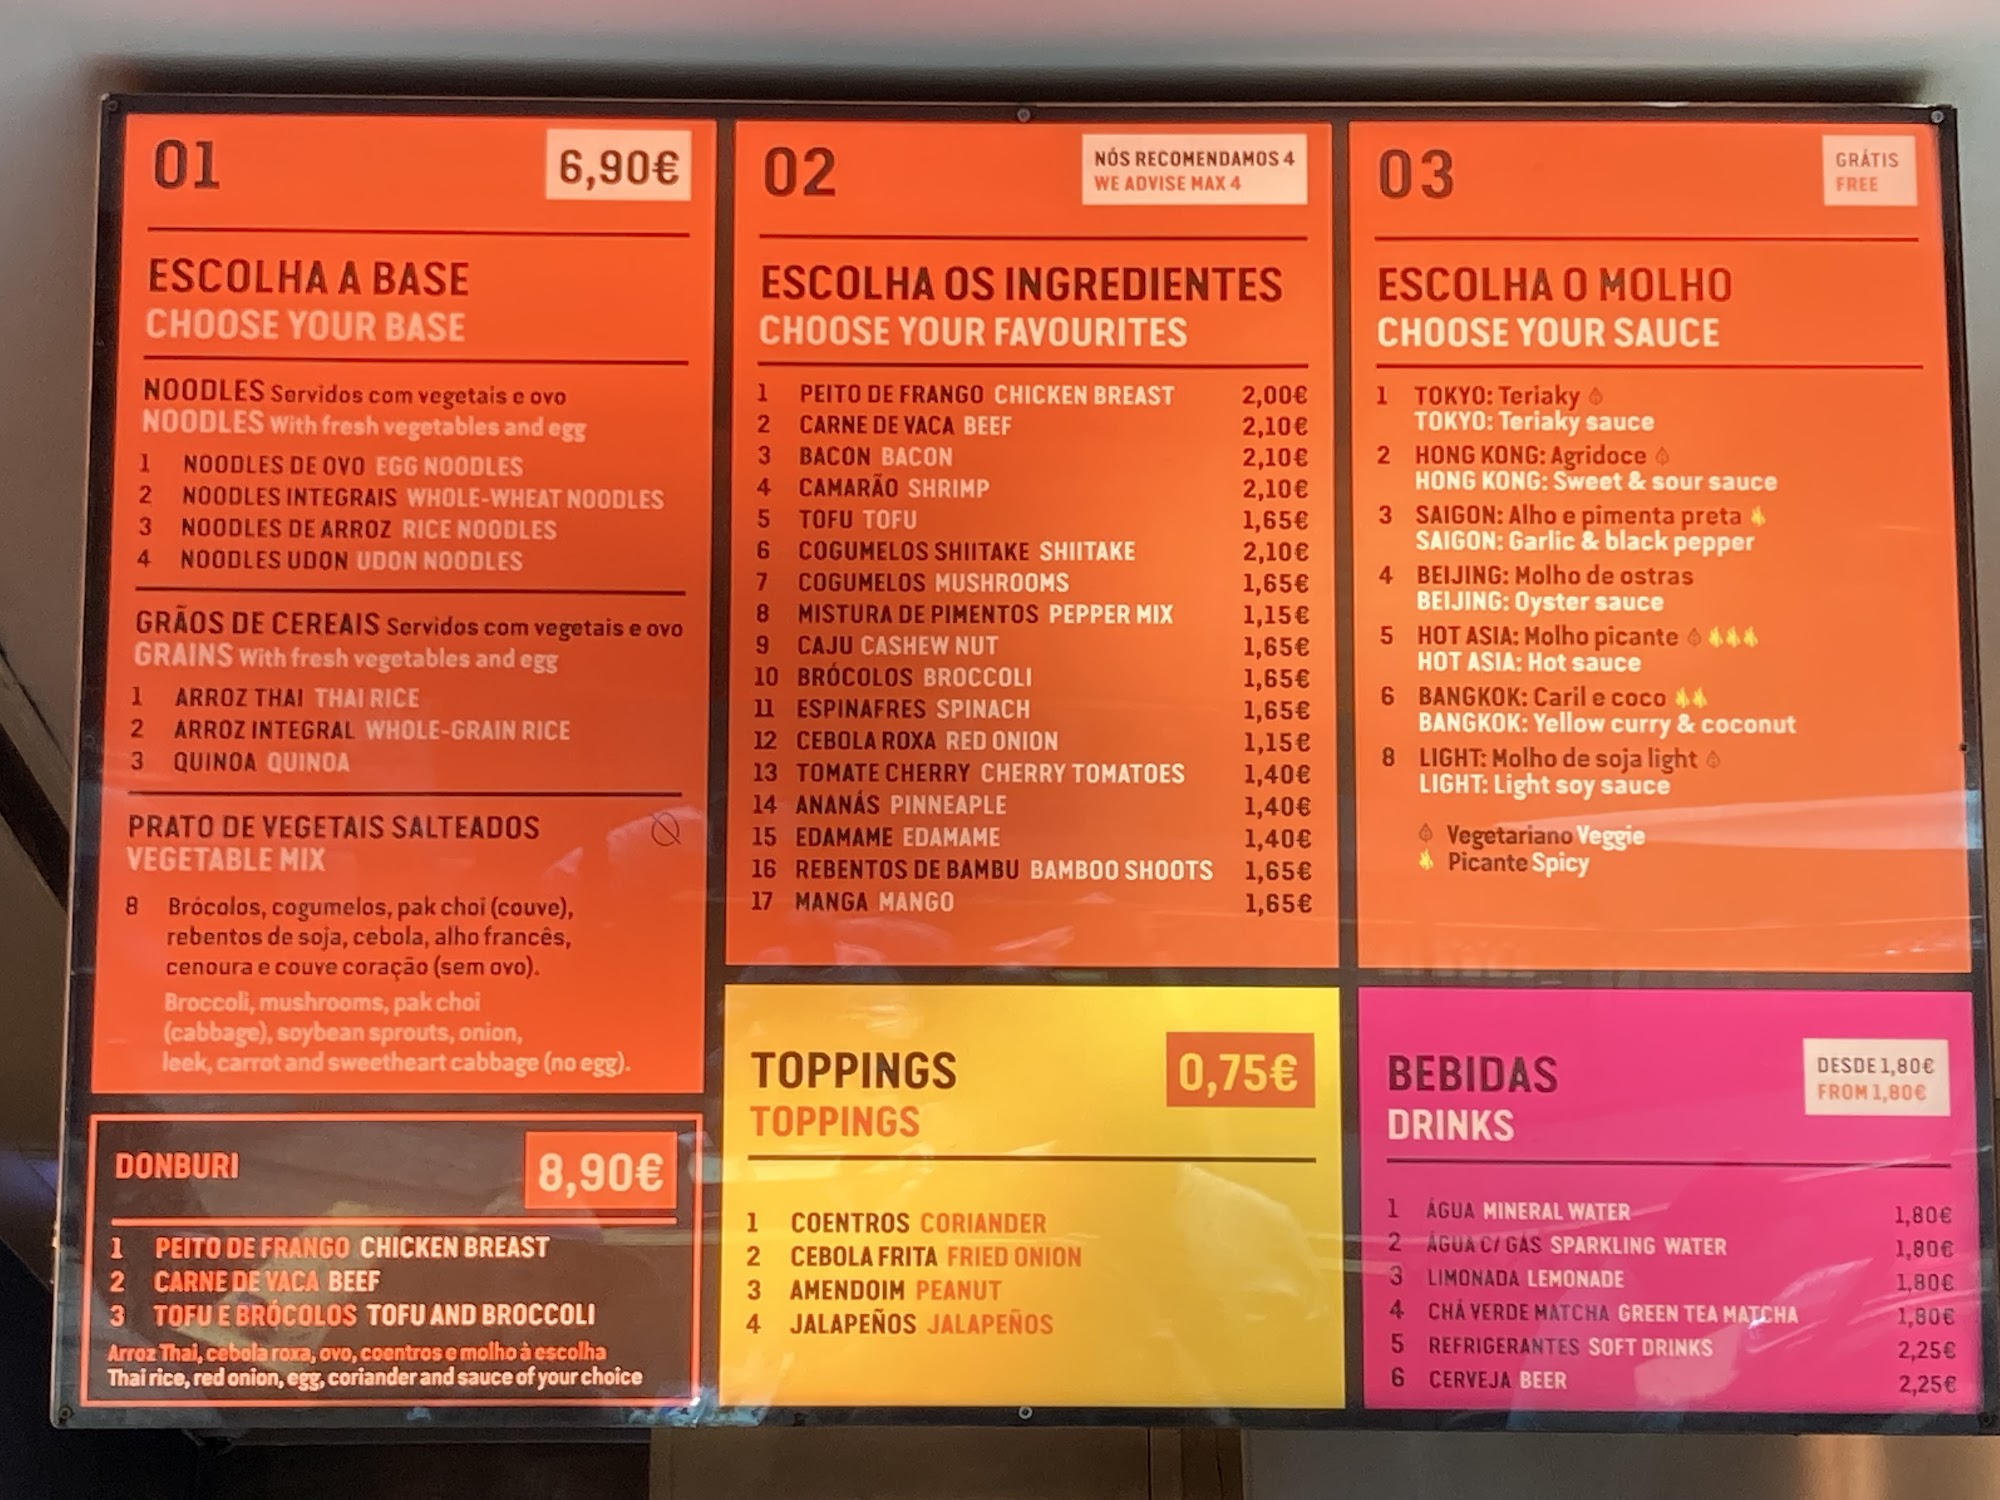 01
6,90€
ESCOLHA A BASE
CHOOSE YOUR BASE
NOODLES Servidos com vegetais e ovo
NOODLES With fresh vegetables and egg
1 NOODLES DE OVO EGG NOODLES
2 NOODLES INTEGRAIS WHOLE-WHEAT NOODLES
3 NOODLES DE ARROZ RICE NOODLES
4 NOODLES UDON UDON NOODLES
GRÃOS DE CEREAIS Servidos com vegetais e ovo
GRAINS With fresh vegetables and egg
1 ARROZ THAI THAI RICE
2 ARROZ INTEGRAL WHOLE-GRAIN RICE
3 QUINOA QUINOA
PRATO DE VEGETAIS SALTEADOS
VEGETABLE MIX
8 Brócolos, cogumelos, pak choi (couve),
rebentos de soja, cebola, alho francês,
cenoura e couve coração (sem ovo).
Broccoli, mushrooms, pak choi
(cabbage), soybean sprouts, onion,
leek, carrot and sweetheart cabbage (no egg).
DONBURI
8,90€
1 PEITO DE FRANGO CHICKEN BREAST
2 CARNE DE VACA BEEF
3 TOFU E BRÓCOLOS TOFU AND BROCCOLI
Arroz Thai, cebola roxa, ovo, coentros e molho à escolha
Thai rice, red onion, egg, coriander and sauce of your choice
02
NÓS RECOMENDAMOS 4
WE ADVISE MAX 4
ESCOLHA OS INGREDIENTES
CHOOSE YOUR FAVOURITES
1 PEITO DE FRANGO CHICKEN BREAST 2,00€
2 CARNE DE VACA BEEF 2,10€
3 BACON BACON 2,10€
4 CAMARÃO SHRIMP 2,10€
5 TOFU TOFU 1,65€
6 COGUMELOS SHIITAKE SHIITAKE 2,10€
7 COGUMELOS MUSHROOMS 1,65€
8 MISTURA DE PIMENTOS PEPPER MIX 1,15€
9 CAJU CASHEW NUT 1,65€
10 BRÓCOLOS BROCCOLI 1,65€
11 ESPINAFRES SPINACH 1,65€
12 CEBOLA ROXA RED ONION 1,15€
13 TOMATE CHERRY CHERRY TOMATOES 1,40€
14 ANANÁS PINNEAPLE 1,40€
15 EDAMAME EDAMAME 1,40€
16 REBENTOS DE BAMBU BAMBOO SHOOTS 1,65€
17 MANGA MANGO 1,65€
TOPPINGS
TOPPINGS
0,75€
1 COENTROS CORIANDER
2 CEBOLA FRITA FRIED ONION
3 AMENDOIM PEANUT
4 JALAPEÑOS JALAPEÑOS
03
GRÁTIS
FREE
ESCOLHA O MOLHO
CHOOSE YOUR SAUCE
1 TOKYO: Teriaky
TOKYO: Teriaky sauce
2 HONG KONG: Agridoce
HONG KONG: Sweet & sour sauce
3 SAIGON: Alho e pimenta preta
SAIGON: Garlic & black pepper
4 BEIJING: Molho de ostras
BEIJING: Oyster sauce
5 HOT ASIA: Molho picante
HOT ASIA: Hot sauce
6 BANGKOK: Caril e coco
BANGKOK: Yellow curry & coconut
8 LIGHT: Molho de soja light
LIGHT: Light soy sauce
Vegetariano Veggie
Picante Spicy
BEBIDAS
DRINKS
DESDE 1,80€
FROM 1,80€
1 ÁGUA MINERAL WATER 1,80€
2 ÁGUA C/ GÁS SPARKLING WATER 1,80€
3 LIMONADA LEMONADE 1,80€
4 CHÁ VERDE MATCHA GREEN TEA MATCHA 1,80€
5 REFRIGERANTES SOFT DRINKS 2,25€
6 CERVEJA BEER 2,25€